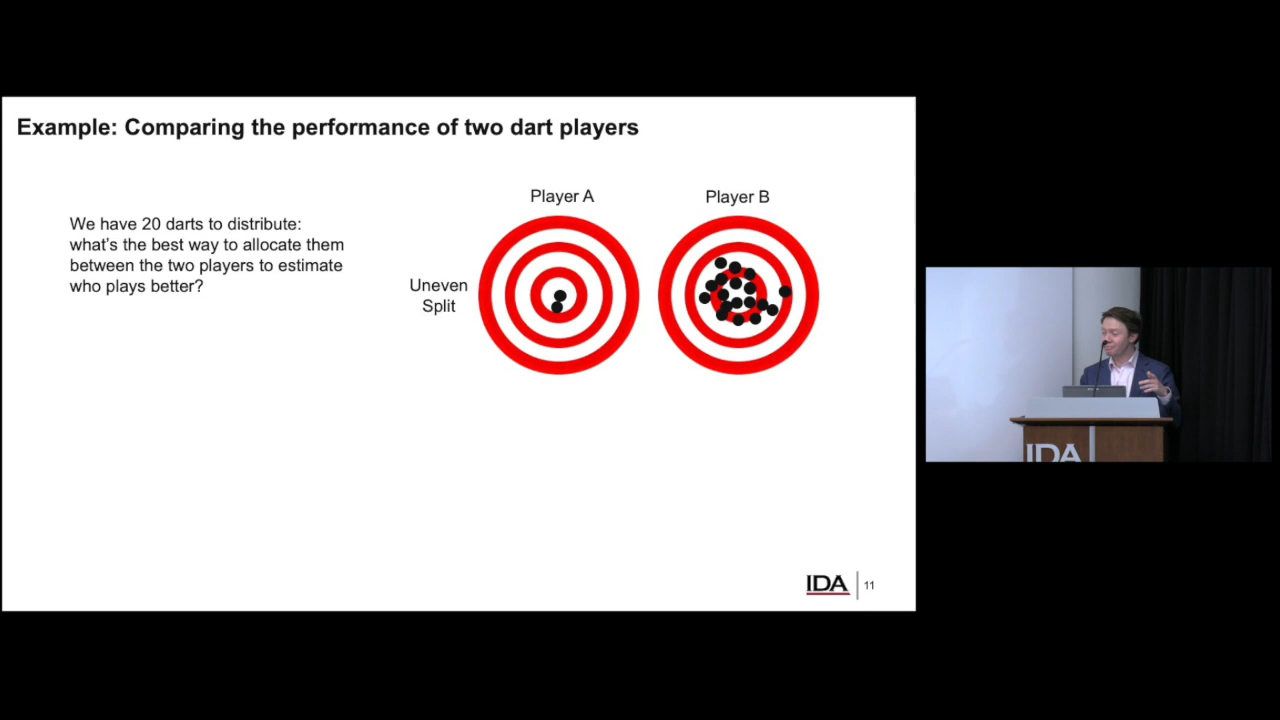 Example: Comparing the performance of two dart players
We have 20 darts to distribute:
what's the best way to allocate them
between the two players to estimate
who plays better?
Player A
Player B
Uneven
Split
IDA
11
IDA